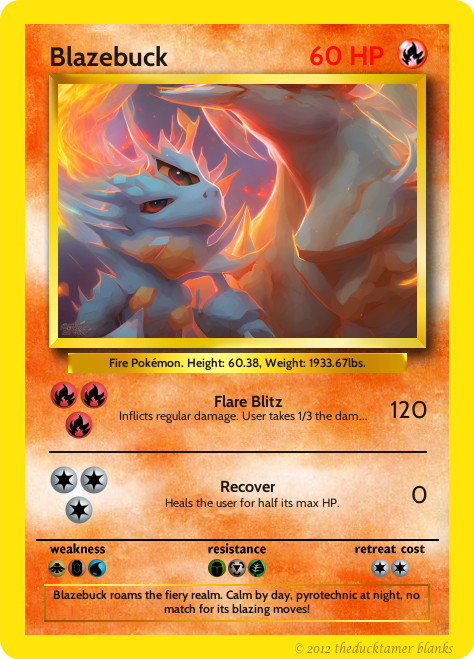 Blazebuck 60 HP
Fire Pokémon. Height: 60.38, Weight: 1933.67lbs.
Flare Blitz
Inflicts regular damage. User takes 1/3 the dam... 120
Recover
Heals the user for half its max HP. 0
weakness resistance retreat cost
Blazebuck roams the fiery realm. Calm by day, pyrotechnic at night, no
match for its blazing moves!
© 2012 theducktamer blanks